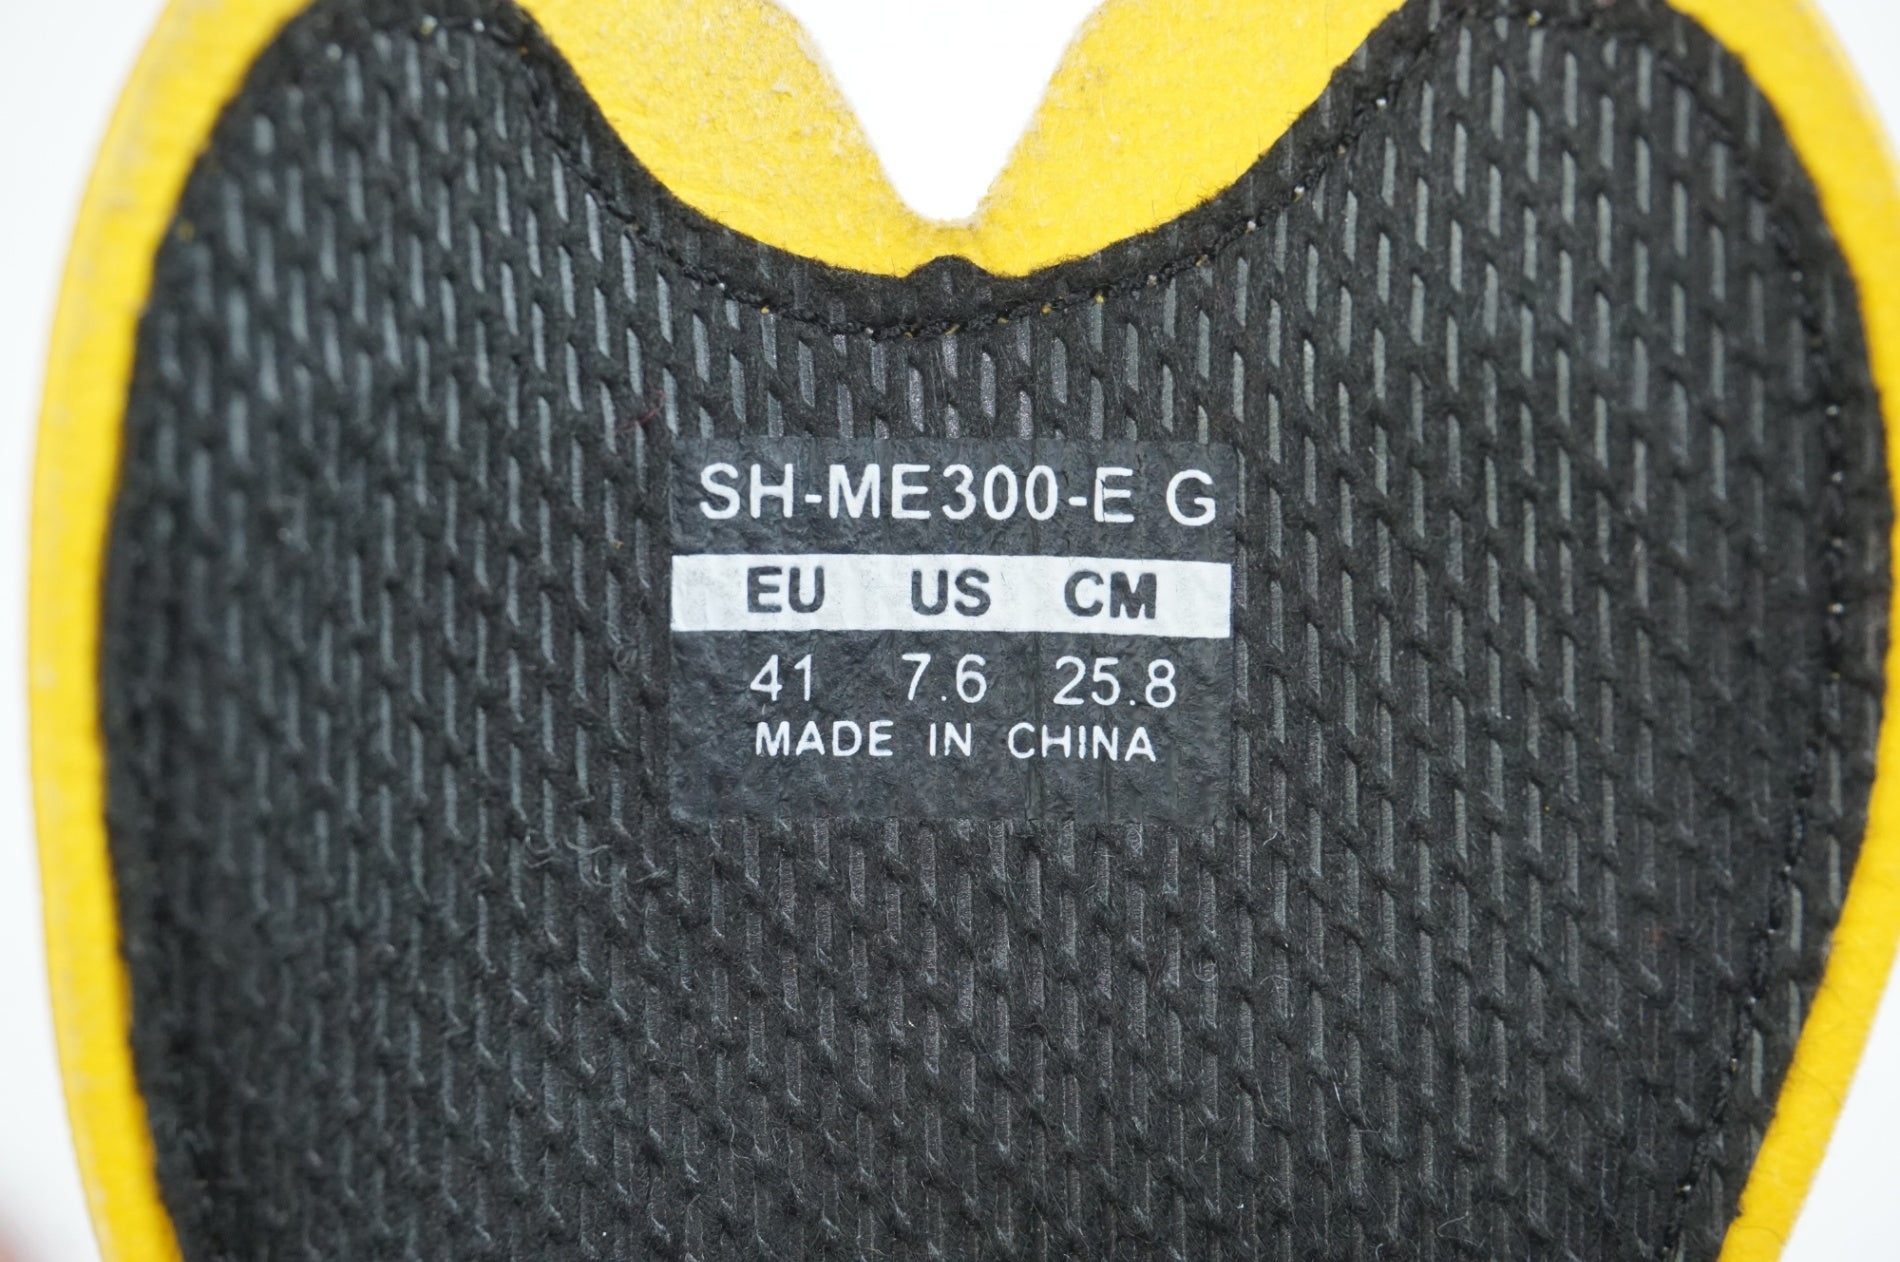 SH-ME300-E G
EU US CM
41 7.6 25.8
MADE IN CHINA